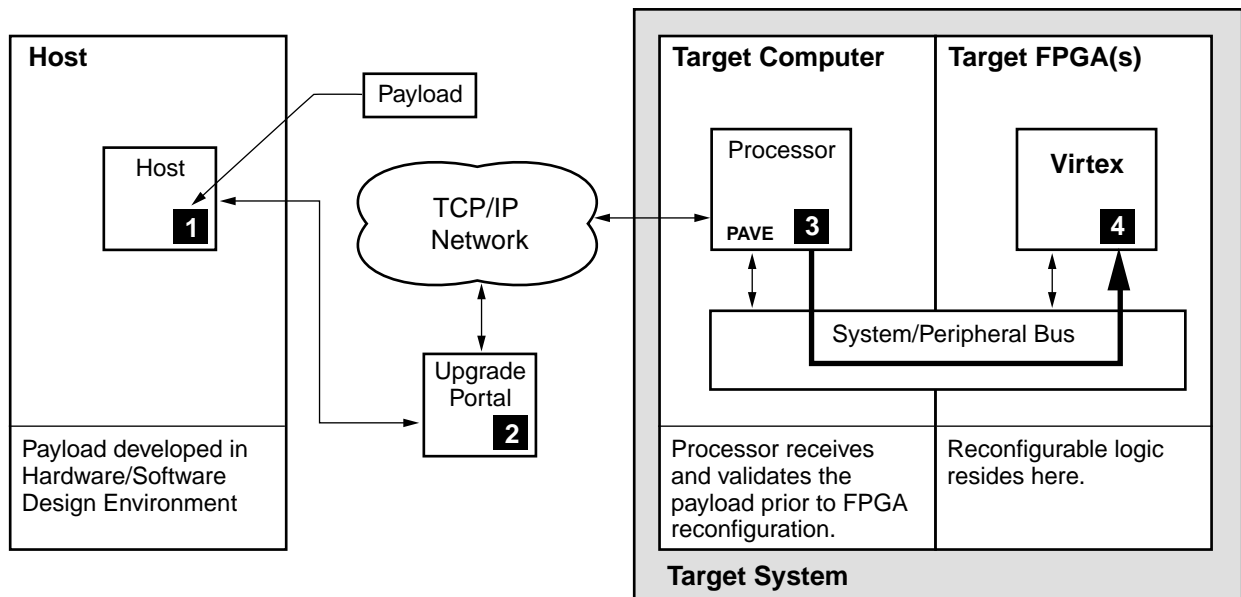 Host
Payload
Host
1
TCP/IP
Network
Upgrade
Portal
2
Payload developed in
Hardware/Software
Design Environment
Target Computer
Target FPGA(s)
Processor
PAVE
3
Virtex
4
System/Peripheral Bus
Processor receives
and validates the
payload prior to FPGA
reconfiguration.
Reconfigurable logic
resides here.
Target System